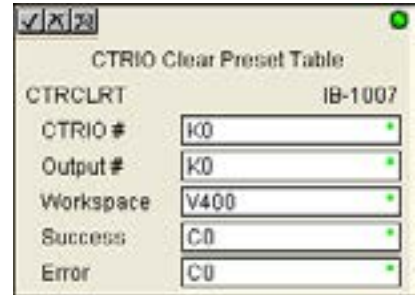 CTRIO Clear Preset Table
CTRCLRT IB-1007
CTRIO # K0
Output # K0
Workspace V400
Success C0
Error C0